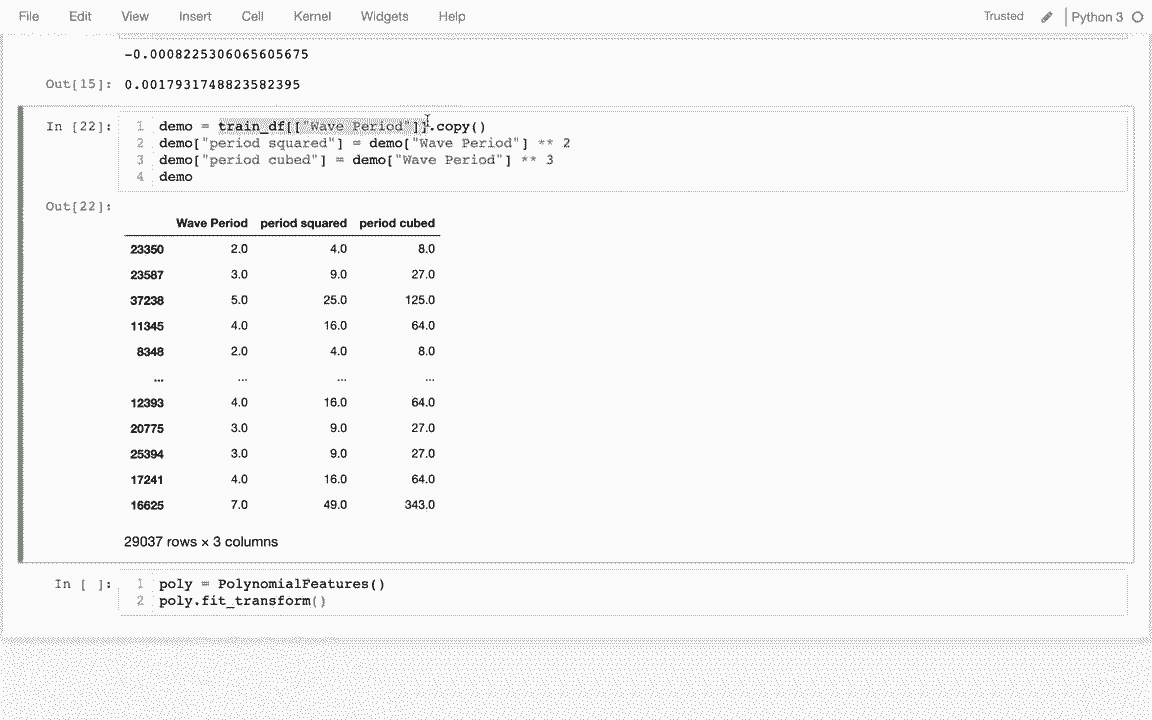 File Edit View Insert Cell Kernel Widgets Help Trusted Python 3
-0.0008225306065605675
Out[15]: 0.0017931748823582395
In [22]: 1 demo = train_df[["Wave Period"]].copy()
2 demo["period squared"] = demo["Wave Period"] ** 2
3 demo["period cubed"] = demo["Wave Period"] ** 3
4 demo
Out[22]:
Wave Period period squared period cubed
23350 2.0 4.0 8.0
23587 3.0 9.0 27.0
37238 5.0 25.0 125.0
11345 4.0 16.0 64.0
8348 2.0 4.0 8.0
... ... ... ...
12393 4.0 16.0 64.0
20775 3.0 9.0 27.0
25394 3.0 9.0 27.0
17241 4.0 16.0 64.0
16625 7.0 49.0 343.0
29037 rows × 3 columns
In [ ]: 1 poly = PolynomialFeatures()
2 poly.fit_transform()